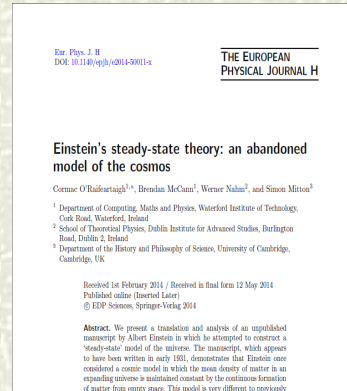 Eur. Phys. J. H
DOI: 10.1140/epjh/e2014-50011-x
THE EUROPEAN
PHYSICAL JOURNAL H
Einstein's steady-state theory: an abandoned
model of the cosmos
Cormac O'Raifeartaigh1,a, Brendan McCann1, Werner Nahm2, and Simon Mitton3
1 Department of Computing, Maths and Physics, Waterford Institute of Technology,
Cork Road, Waterford, Ireland
2 School of Theoretical Physics, Dublin Institute for Advanced Studies, Burlington
Road, Dublin 2, Ireland
3 Department of the History and Philosophy of Science, University of Cambridge,
Cambridge, UK
Received 1st February 2014 / Received in final form 12 May 2014
Published online (Inserted Later)
© EDP Sciences, Springer-Verlag 2014
Abstract. We present a translation and analysis of an unpublished
manuscript by Albert Einstein in which he attempted to construct a
'steady-state' model of the universe. The manuscript, which appears
to have been written in early 1931, demonstrates that Einstein once
considered a cosmic model in which the mean density of matter in an
expanding universe is maintained constant by the continuous formation
of matter from empty space. This model is very different to previously